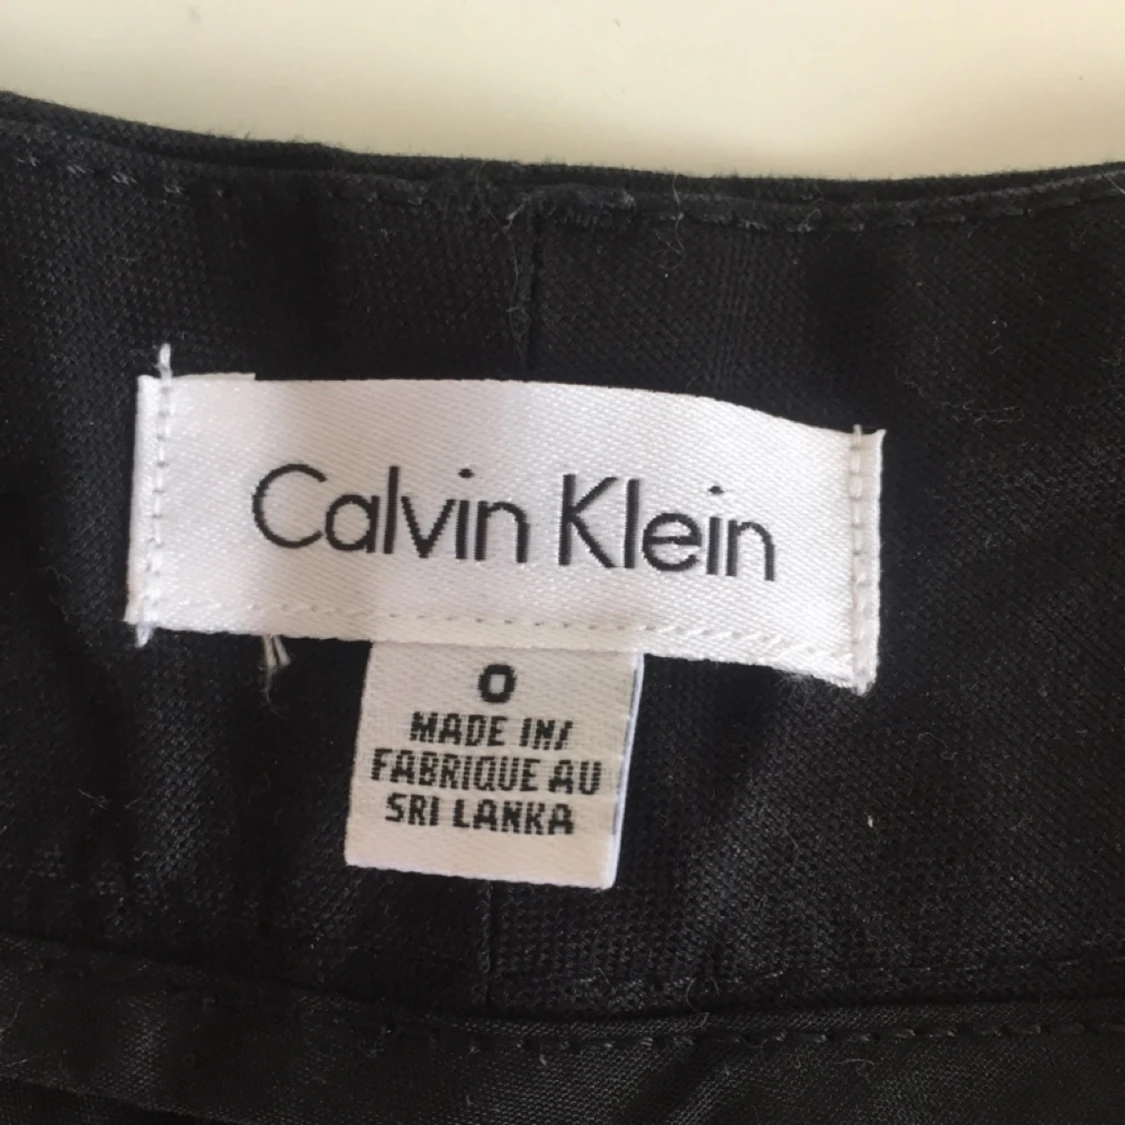 Calvin Klein
0
MADE IN/
FABRIQUE AU
SRI LANKA